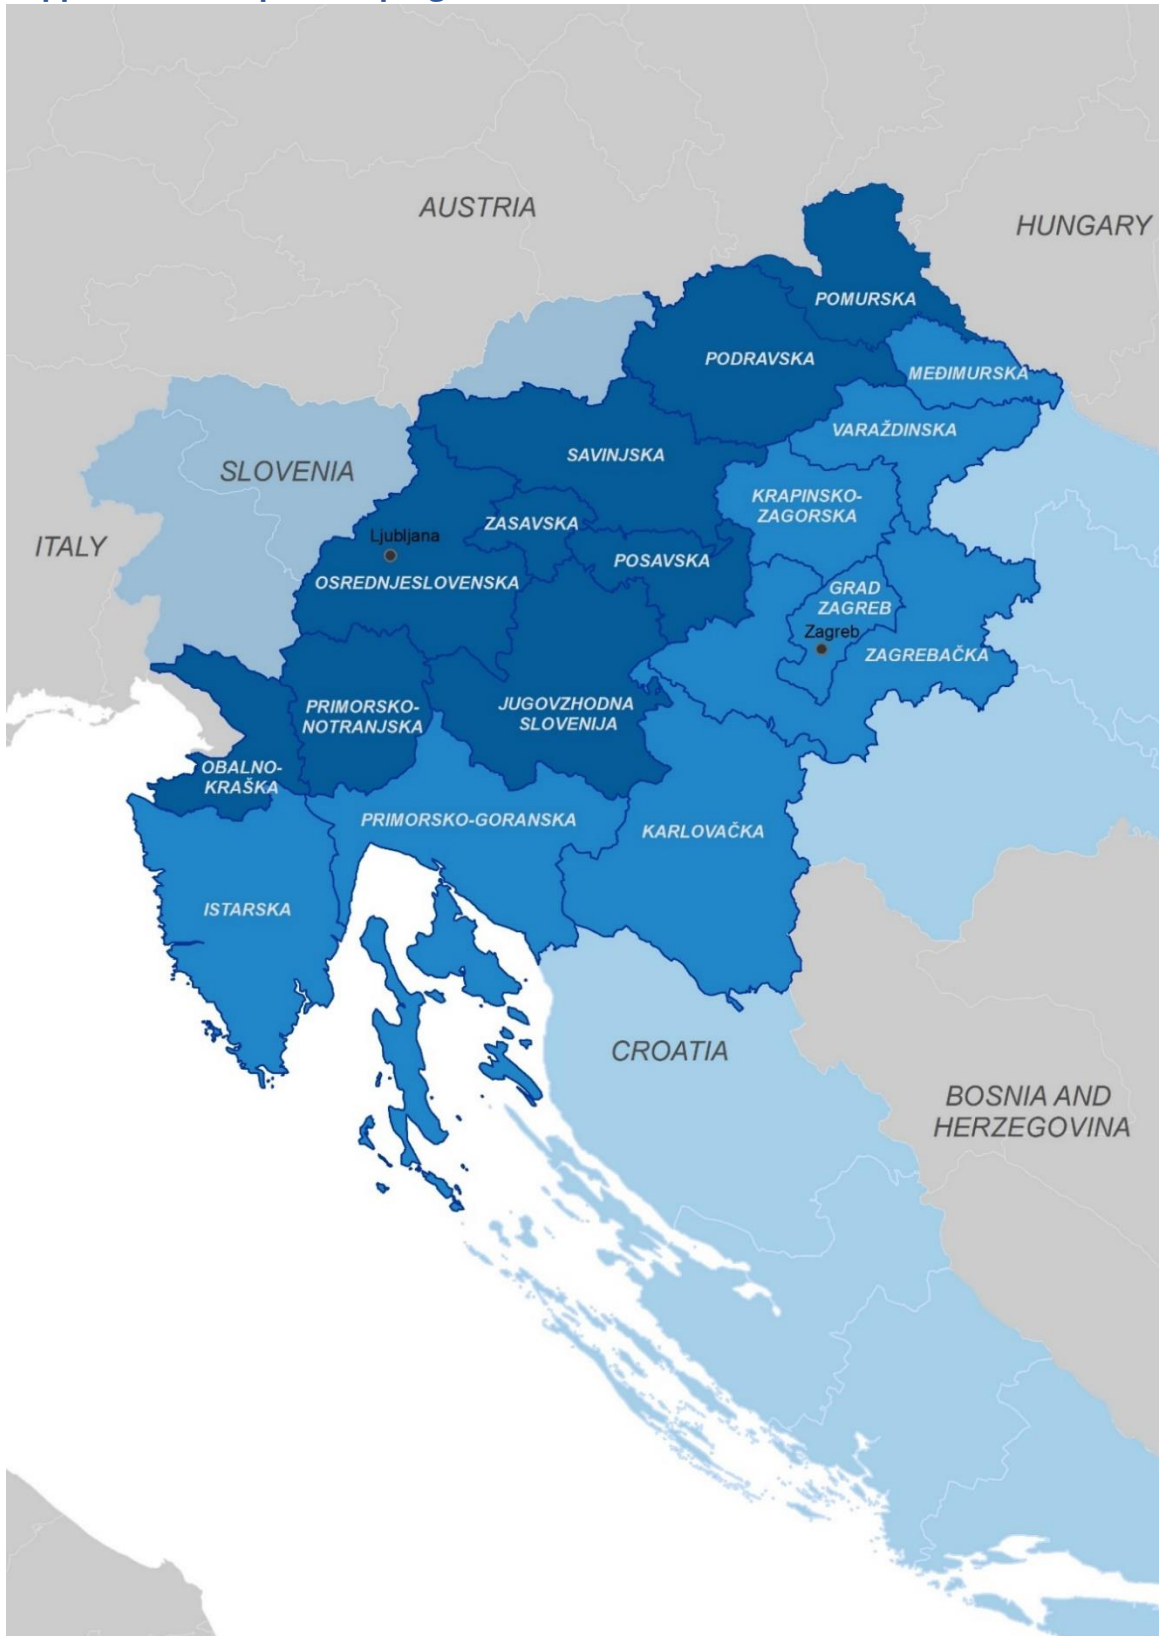 AUSTRIA
HUNGARY
POMURSKA
PODRAVSKA
MEĐIMURSKA
VARAŽDINSKA
SAVINJSKA
SLOVENIA
KRAPINSKO-
ZAGORSKA
ZASAVSKA
Ljubljana
ITALY
POSAVSKA
OSREDNJESLOVENSKA
GRAD
ZAGREB
Zagreb
ZAGREBAČKA
PRIMORSKO-
NOTRANJSKA
JUGOVZHODNA
SLOVENIJA
OBALNO-
KRAŠKA
PRIMORSKO-GORANSKA
KARLOVAČKA
ISTARSKA
CROATIA
BOSNIA AND
HERZEGOVINA